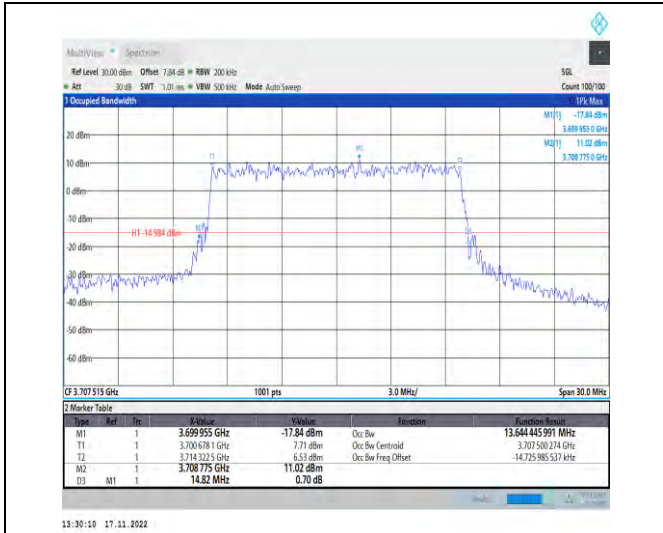 MultiView Spectrum
Ref Level 30.00 dBm Offset 7.84 dB RBW 200 kHz SGL
Att 30 dB SWT 1.01 ms VBW 500 kHz Mode Auto Sweep Count 100/100
1 Occupied Bandwidth 1Pk Max
M1[1] -17.84 dBm
3.699 955 0 GHz
M2[1] 11.02 dBm
3.708 775 0 GHz
20 dBm
10 dBm
0 dBm
-10 dBm
H1 -14.984 dBm
-20 dBm
-30 dBm
-40 dBm
-50 dBm
-60 dBm
T1
M2
T2
CF 3.707 515 GHz 1001 pts 3.0 MHz/ Span 30.0 MHz
2 Marker Table
Type Ref Trc X-Value Y-Value Function Function Result
M1 1 3.699 955 GHz -17.84 dBm Occ Bw 13.644 445 991 MHz
T1 1 3.700 678 1 GHz 7.71 dBm Occ Bw Centroid 3.707 500 274 GHz
T2 1 3.714 322 5 GHz 6.53 dBm Occ Bw Freq Offset -14.725 985 537 kHz
M2 1 3.708 775 GHz 11.02 dBm
D3 M1 1 14.82 MHz 0.70 dB
13:30:10 17.11.2022